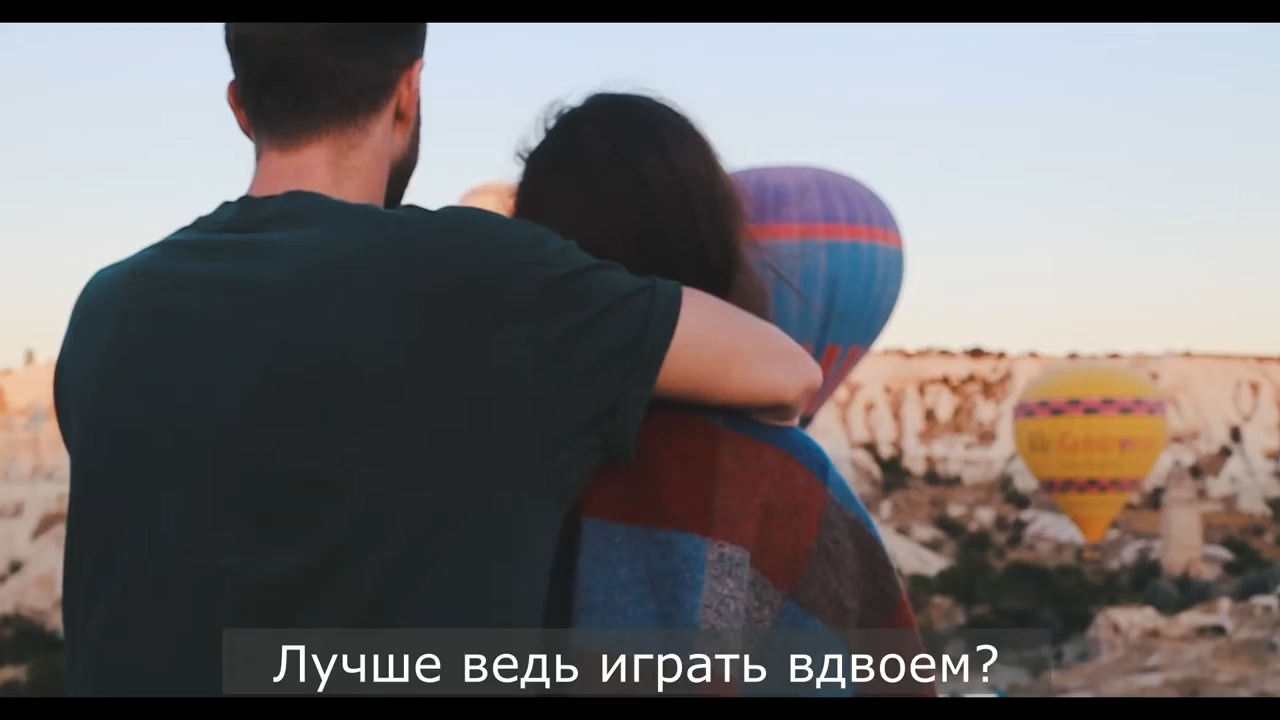 Лучше ведь играть вдвоем?